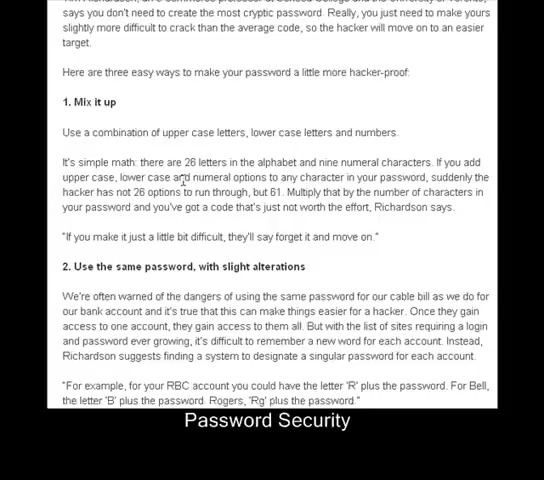 says you don't need to create the most cryptic password. Really, you just need to make yours
slightly more difficult to crack than the average code, so the hacker will move on to an easier
target.
Here are three easy ways to make your password a little more hacker-proof:
1. Mix it up
Use a combination of upper case letters, lower case letters and numbers.
It's simple math: there are 26 letters in the alphabet and nine numeral characters. If you add
upper case, lower case and numeral options to any character in your password, suddenly the
hacker has not 26 options to run through, but 61. Multiply that by the number of characters in
your password and you've got a code that's just not worth the effort, Richardson says.
"If you make it just a little bit difficult, they'll say forget it and move on."
2. Use the same password, with slight alterations
We're often warned of the dangers of using the same password for our cable bill as we do for
our bank account and it's true that this can make things easier for a hacker. Once they gain
access to one account, they gain access to them all. But with the list of sites requiring a login
and password ever growing, it's difficult to remember a new word for each account. Instead,
Richardson suggests finding a system to designate a singular password for each account.
"For example, for your RBC account you could have the letter 'R' plus the password. For Bell,
the letter 'B' plus the password. Rogers, 'Rg' plus the password."
Password Security